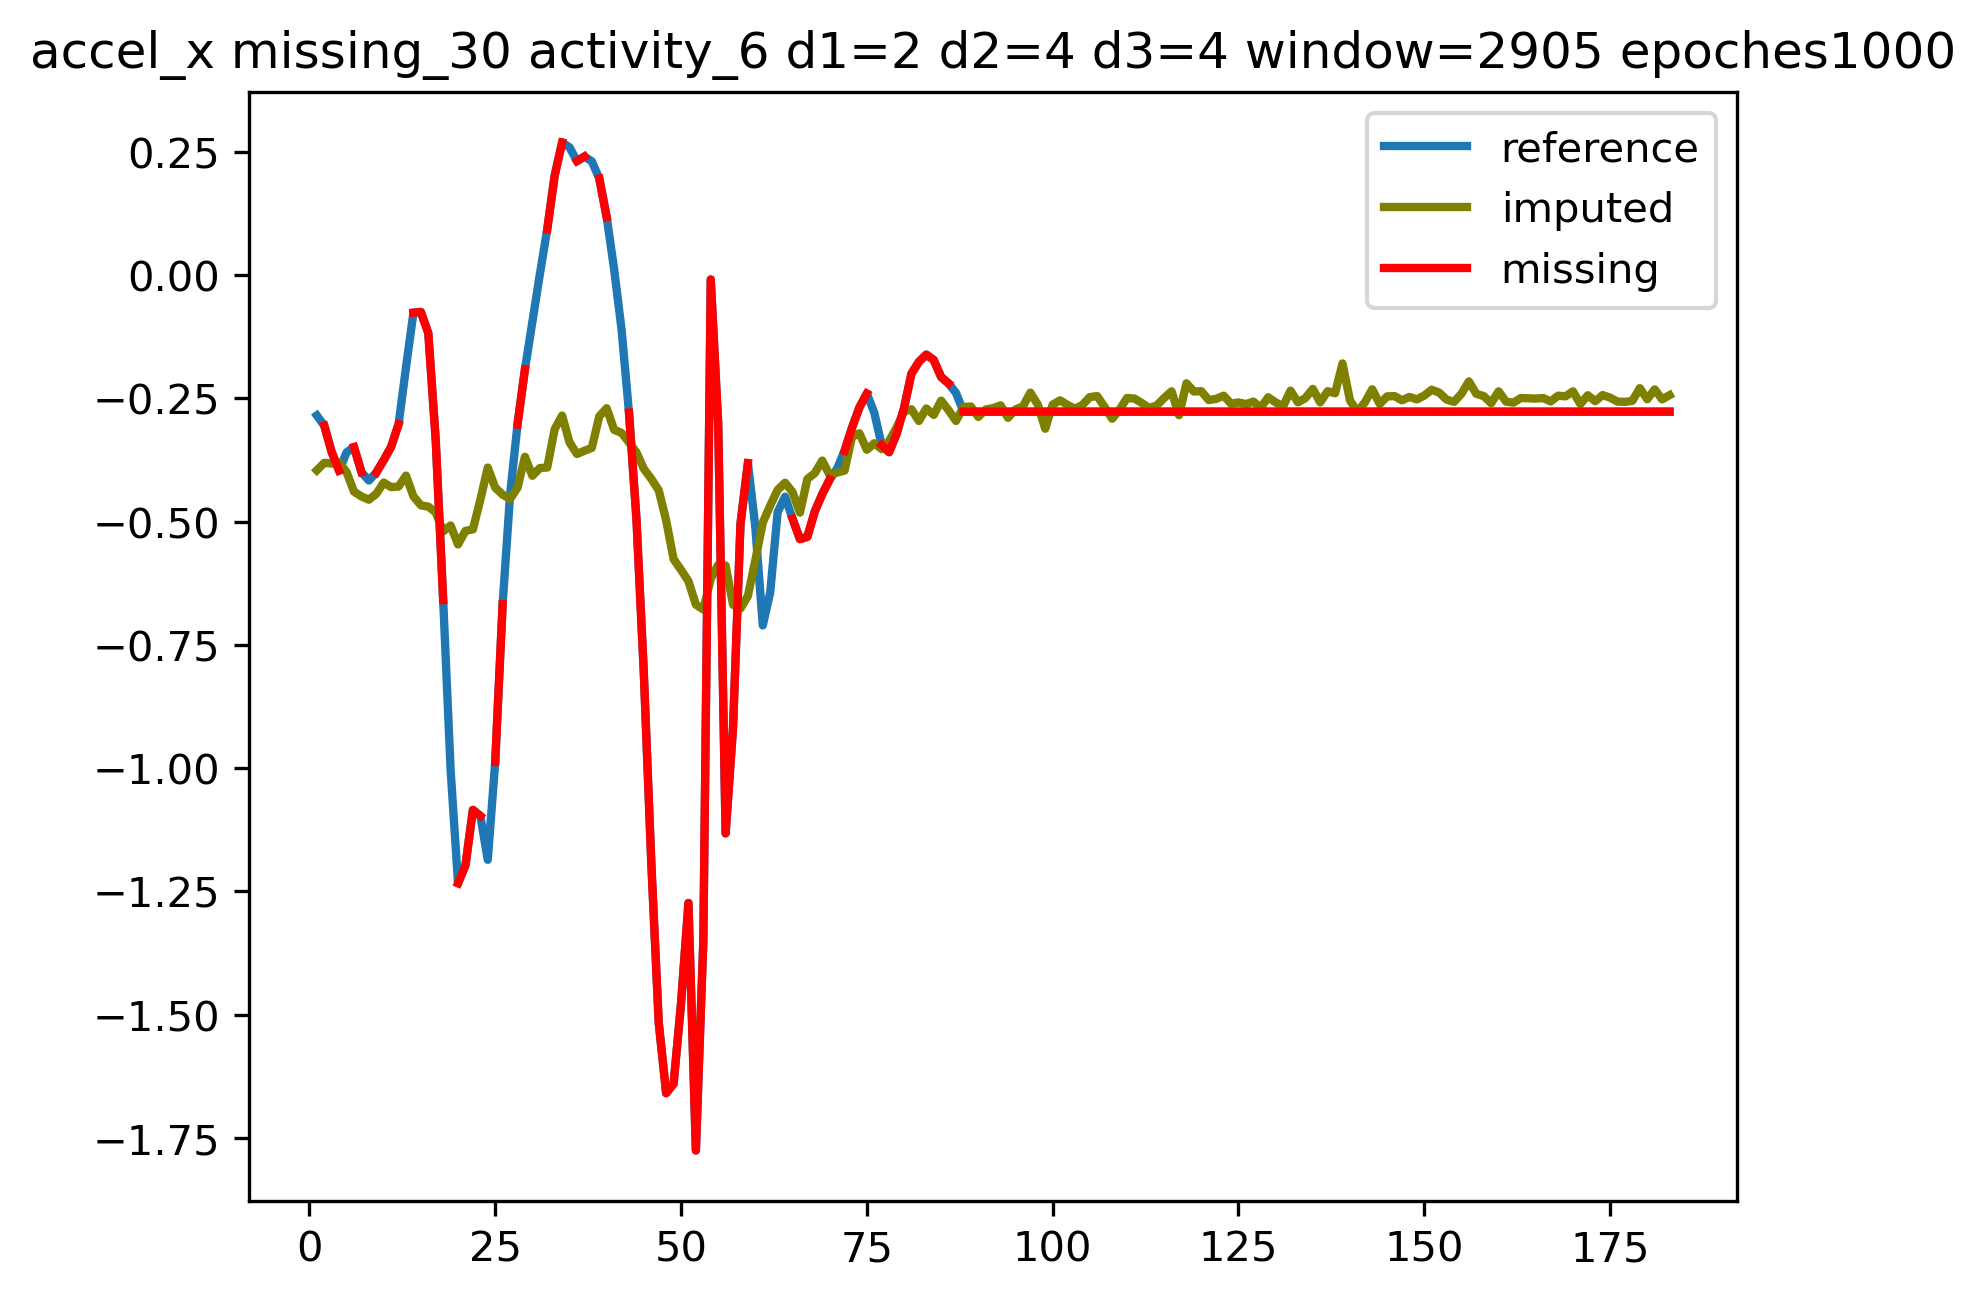 accel_x missing_30 activity_6 d1=2 d2=4 d3=4 window=2905 epoches1000
reference
imputed
missing
0.25
0.00
−0.25
−0.50
−0.75
−1.00
−1.25
−1.50
−1.75
0 25 50 75 100 125 150 175